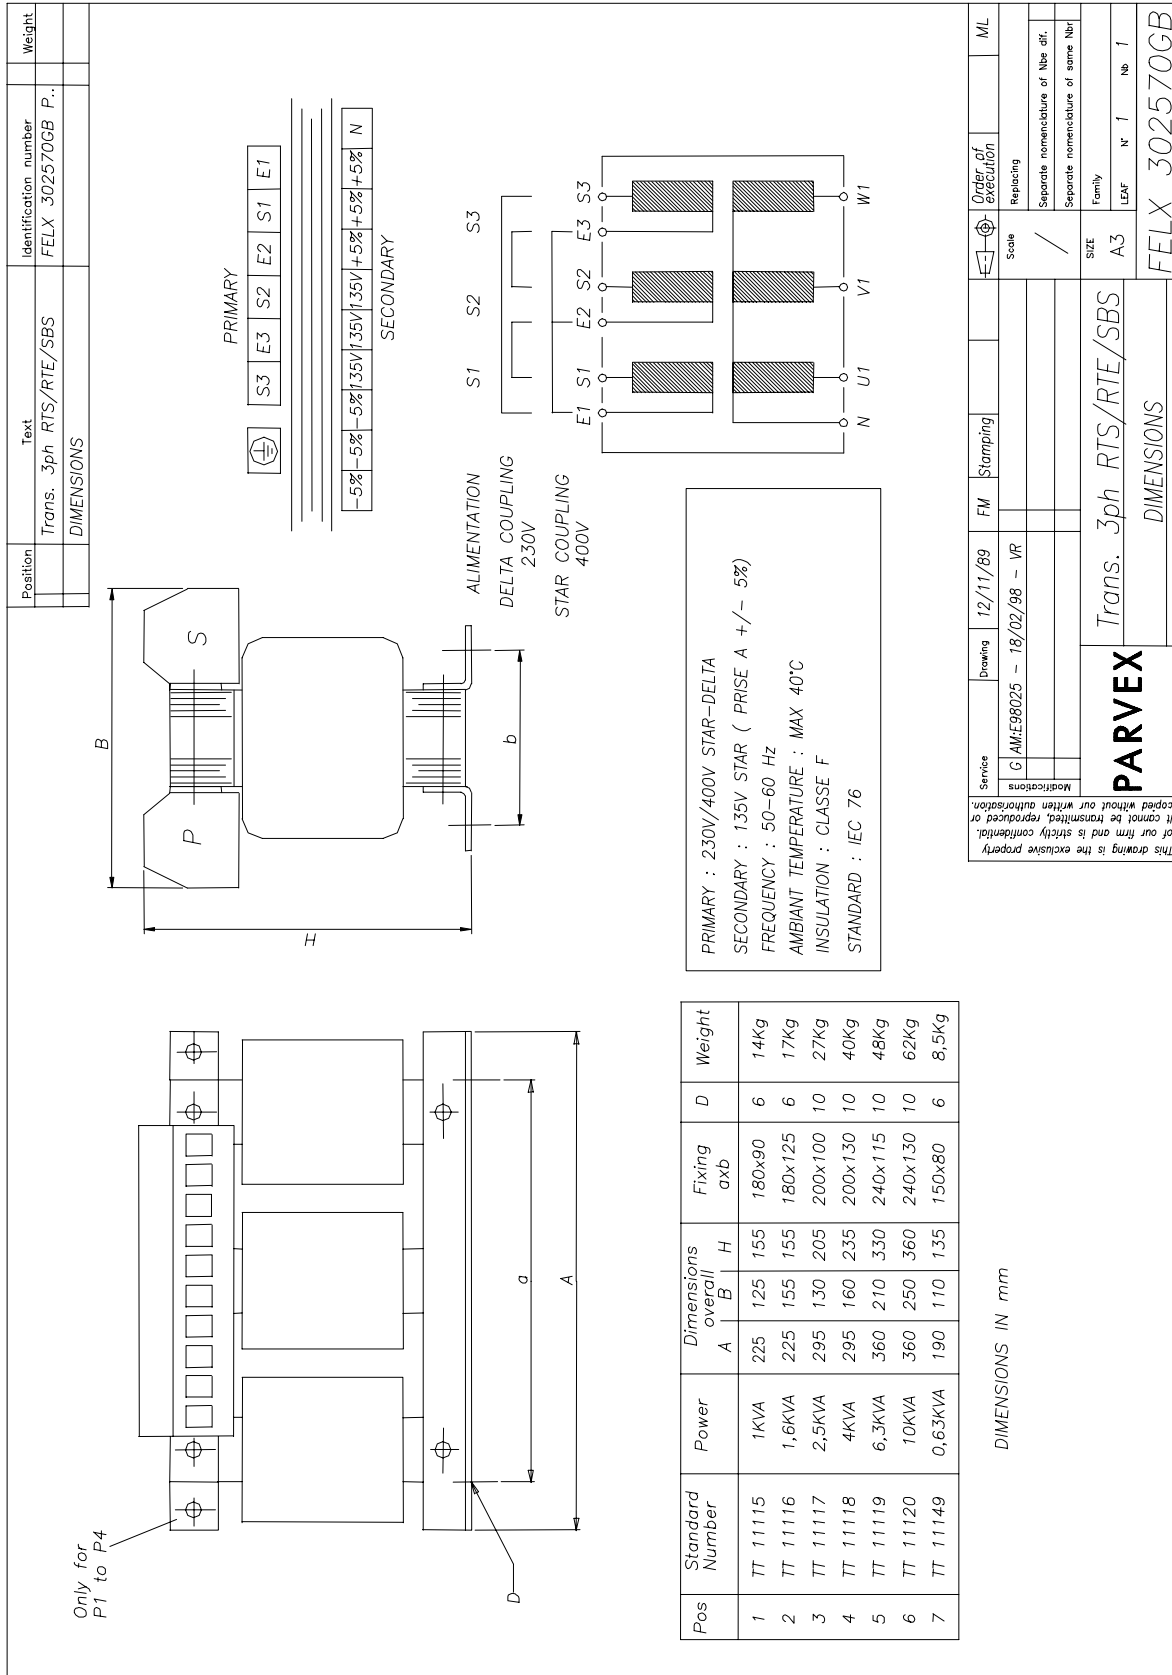 Position Text Identification number Weight
Trans. 3ph RTS/RTE/SBS FELX 302570GB P..
DIMENSIONS
Only for
P1 to P4
a
A
D
P S
B
b
H
PRIMARY
S3 E3 S2 E2 S1 E1
-5% -5% -5% 135V 135V 135V +5% +5% +5% N
SECONDARY
ALIMENTATION S1 S2 S3
DELTA COUPLING
230V
STAR COUPLING
400V
E1 S1 E2 S2 E3 S3
N U1 V1 W1
PRIMARY : 230V/400V STAR-DELTA
SECONDARY : 135V STAR ( PRISE A +/- 5%)
FREQUENCY : 50-60 Hz
AMBIANT TEMPERATURE : MAX 40°C
INSULATION : CLASSE F
STANDARD : IEC 76
Pos Standard Number Power Dimensions overall A B H Fixing axb D Weight
1 TT 11115 1KVA 225 125 155 180x90 6 14Kg
2 TT 11116 1,6KVA 225 155 155 180x125 6 17Kg
3 TT 11117 2,5KVA 295 130 205 200x100 10 27Kg
4 TT 11118 4KVA 295 160 235 200x130 10 40Kg
5 TT 11119 6,3KVA 360 210 330 240x115 10 48Kg
6 TT 11120 10KVA 360 250 360 240x130 10 62Kg
7 TT 11149 0,63KVA 190 110 135 150x80 6 8,5Kg
DIMENSIONS IN mm
This drawing is the exclusive property
of our firm and is strictly confidential.
It cannot be transmitted, reproduced or
copied without our written authorisation.
Service Drawing 12/11/89 FM Stamping Order of execution ML
Modifications
G AM:E98025 - 18/02/98 - VR
Scale /
Replacing
Separate nomenclature of Nbe dif.
Separate nomenclature of same Nbr
PARVEX
Trans. 3ph RTS/RTE/SBS
DIMENSIONS
SIZE A3
Family
LEAF N° 1 Nb 1
FELX 302570GB